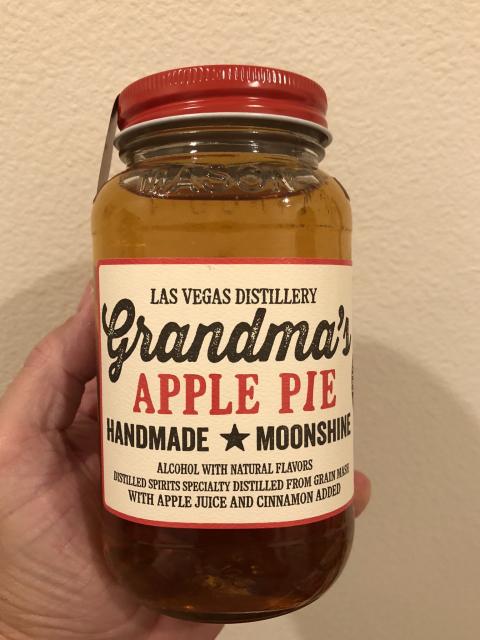 MASON
LAS VEGAS DISTILLERY
Grandma's
APPLE PIE
HANDMADE ★ MOONSHINE
ALCOHOL WITH NATURAL FLAVORS
DISTILLED SPIRITS SPECIALTY DISTILLED FROM GRAIN MASH
WITH APPLE JUICE AND CINNAMON ADDED